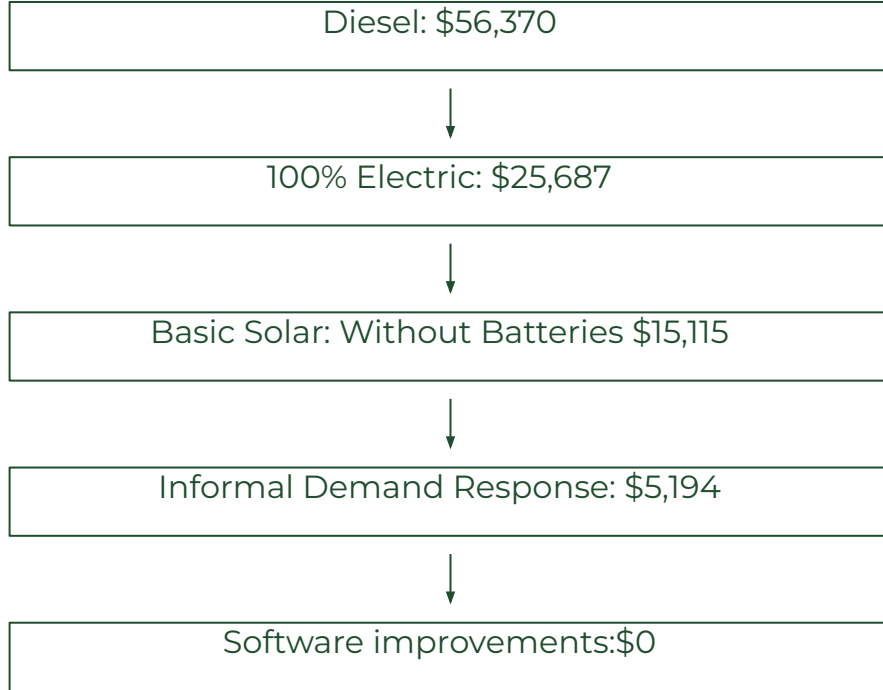 Diesel: $56,370
100% Electric: $25,687
Basic Solar: Without Batteries $15,115
Informal Demand Response: $5,194
Software improvements:$0